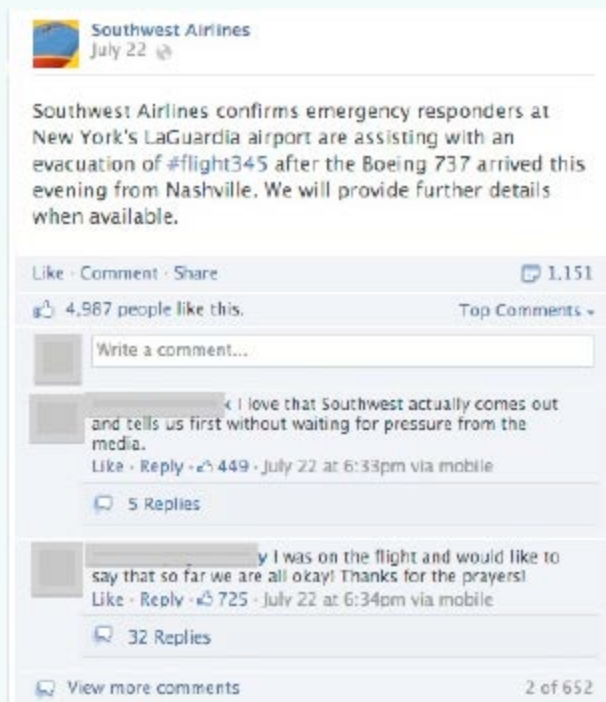 Southwest Airlines
July 22
Southwest Airlines confirms emergency responders at
New York's LaGuardia airport are assisting with an
evacuation of #flight345 after the Boeing 737 arrived this
evening from Nashville. We will provide further details
when available.
Like · Comment · Share 1,151
4,987 people like this. Top Comments
Write a comment...
k I love that Southwest actually comes out
and tells us first without waiting for pressure from the
media.
Like · Reply · 449 · July 22 at 6:33pm via mobile
5 Replies
y I was on the flight and would like to
say that so far we are all okay! Thanks for the prayers!
Like · Reply · 725 · July 22 at 6:34pm via mobile
32 Replies
View more comments 2 of 652